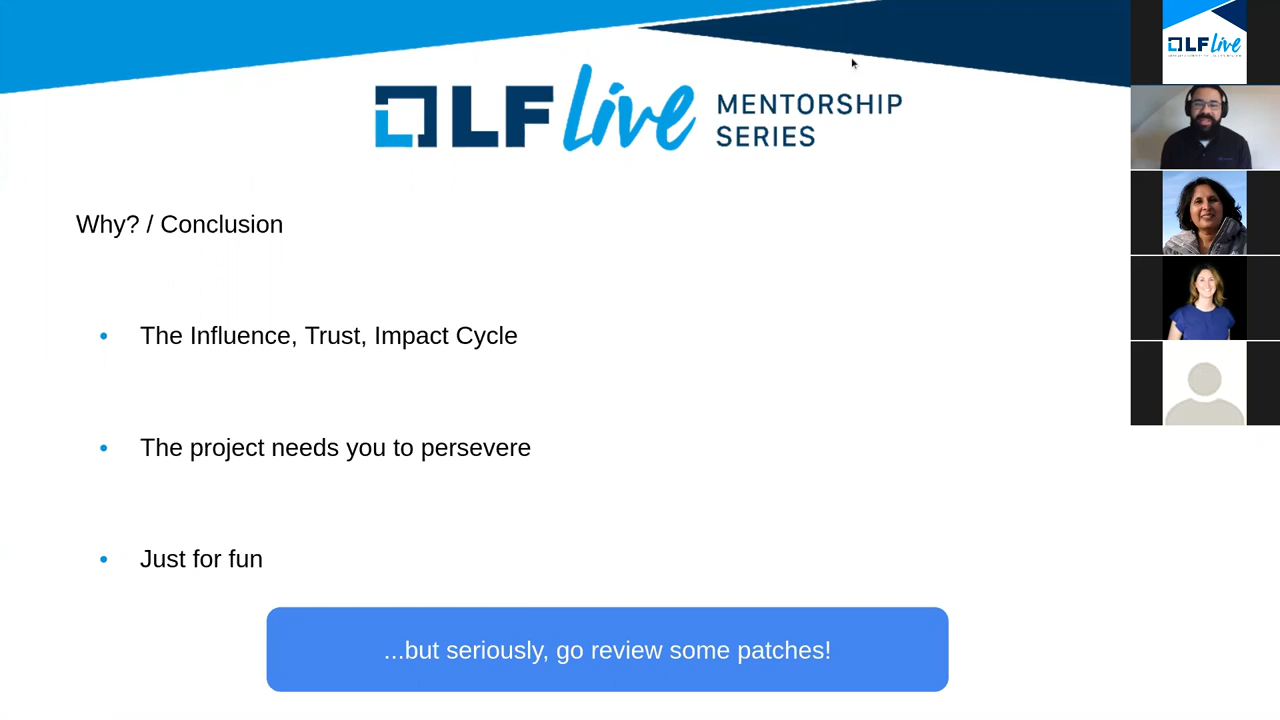 LF Live MENTORSHIP
SERIES
LF Live
Why? / Conclusion
• The Influence, Trust, Impact Cycle
• The project needs you to persevere
• Just for fun
...but seriously, go review some patches!